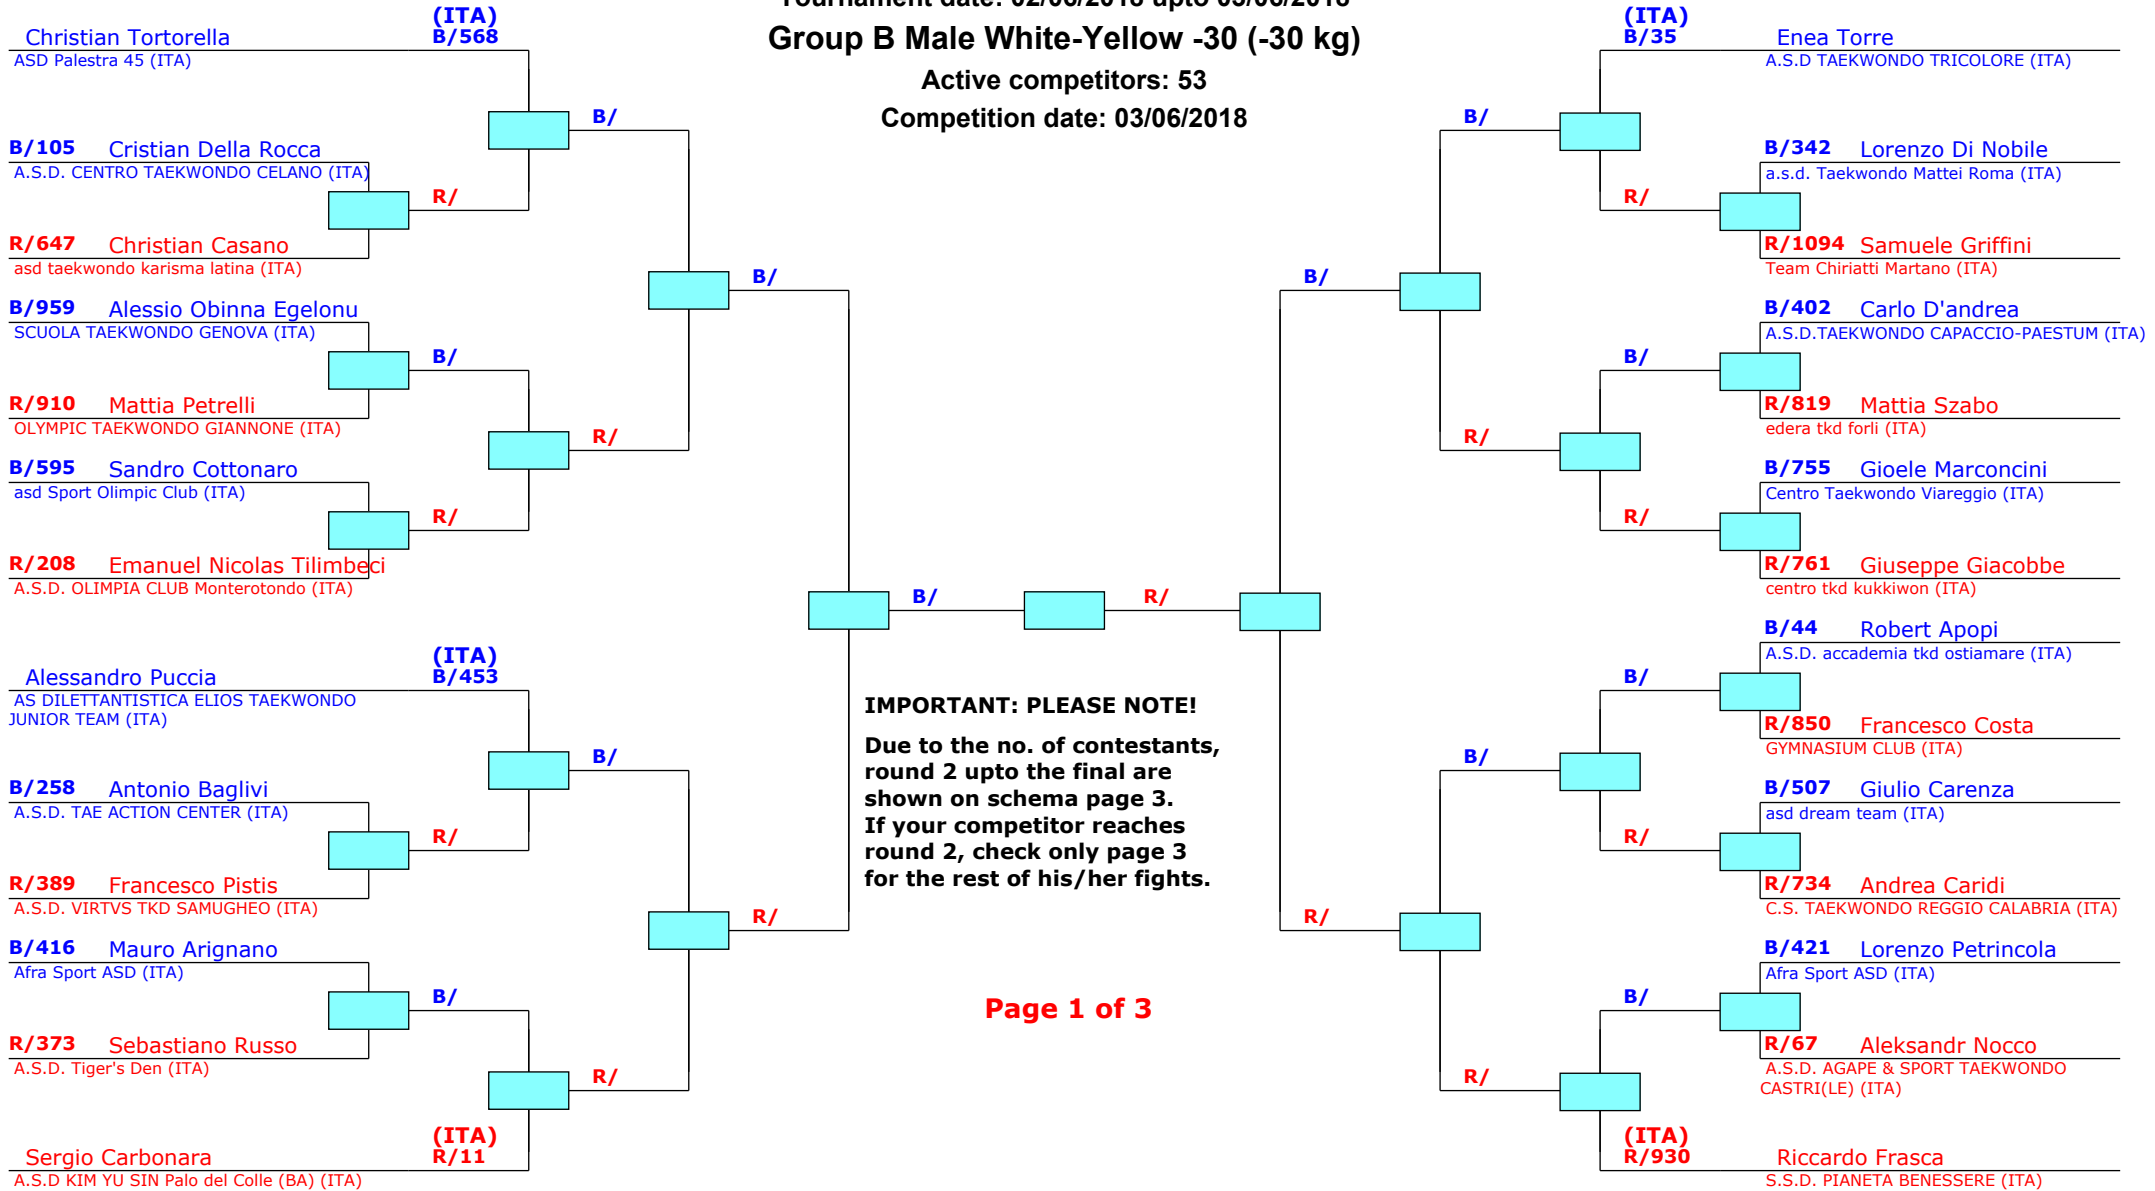 Tournament date: 02/06/2018 upto 03/06/2018
Group B Male White-Yellow -30 (-30 kg)
Active competitors: 53
Competition date: 03/06/2018
(ITA)
Christian Tortorella B/568
ASD Palestra 45 (ITA)
B/
B/105 Cristian Della Rocca
A.S.D. CENTRO TAEKWONDO CELANO (ITA)
R/
R/647 Christian Casano
asd taekwondo karisma latina (ITA)
B/
B/959 Alessio Obinna Egelonu
SCUOLA TAEKWONDO GENOVA (ITA)
B/
R/910 Mattia Petrelli
OLYMPIC TAEKWONDO GIANNONE (ITA)
R/
B/595 Sandro Cottonaro
asd Sport Olimpic Club (ITA)
R/
R/208 Emanuel Nicolas Tilimbeci
A.S.D. OLIMPIA CLUB Monterotondo (ITA)
B/
(ITA)
Alessandro Puccia B/453
AS DILETTANTISTICA ELIOS TAEKWONDO
JUNIOR TEAM (ITA)
B/
B/258 Antonio Baglivi
A.S.D. TAE ACTION CENTER (ITA)
R/
R/389 Francesco Pistis
A.S.D. VIRTVS TKD SAMUGHEO (ITA)
R/
B/416 Mauro Arignano
Afra Sport ASD (ITA)
B/
R/373 Sebastiano Russo
A.S.D. Tiger's Den (ITA)
R/
(ITA)
Sergio Carbonara R/11
A.S.D KIM YU SIN Palo del Colle (BA) (ITA)
IMPORTANT: PLEASE NOTE!
Due to the no. of contestants,
round 2 upto the final are
shown on schema page 3.
If your competitor reaches
round 2, check only page 3
for the rest of his/her fights.
Page 1 of 3
(ITA)
B/35 Enea Torre
A.S.D TAEKWONDO TRICOLORE (ITA)
B/
B/342 Lorenzo Di Nobile
a.s.d. Taekwondo Mattei Roma (ITA)
R/
R/1094 Samuele Griffini
Team Chiriatti Martano (ITA)
B/
B/402 Carlo D'andrea
A.S.D.TAEKWONDO CAPACCIO-PAESTUM (ITA)
B/
R/819 Mattia Szabo
edera tkd forli (ITA)
R/
B/755 Gioele Marconcini
Centro Taekwondo Viareggio (ITA)
R/
R/761 Giuseppe Giacobbe
centro tkd kukkiwon (ITA)
R/
B/44 Robert Apopi
A.S.D. accademia tkd ostiamare (ITA)
B/
R/850 Francesco Costa
GYMNASIUM CLUB (ITA)
B/
B/507 Giulio Carenza
asd dream team (ITA)
R/
R/734 Andrea Caridi
C.S. TAEKWONDO REGGIO CALABRIA (ITA)
R/
B/421 Lorenzo Petrincola
Afra Sport ASD (ITA)
B/
R/67 Aleksandr Nocco
A.S.D. AGAPE & SPORT TAEKWONDO
CASTRI(LE) (ITA)
R/
(ITA)
R/930 Riccardo Frasca
S.S.D. PIANETA BENESSERE (ITA)